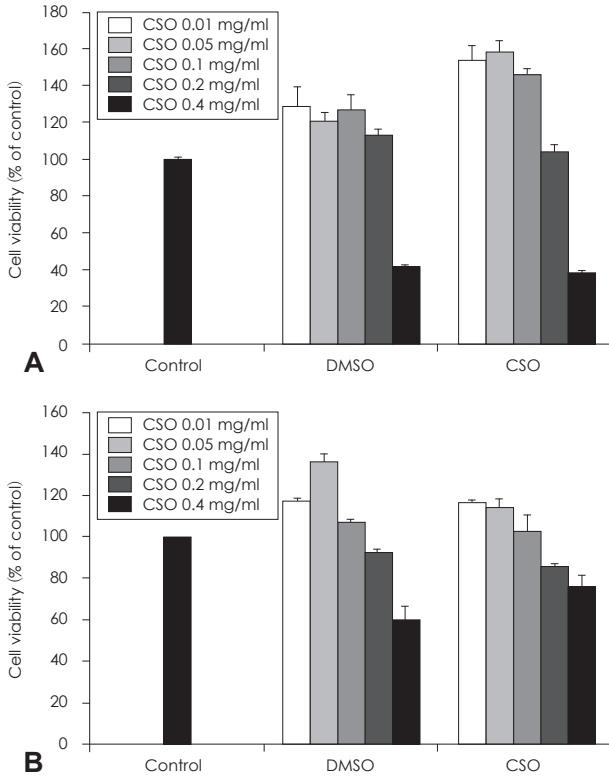 180
160
140
120
100
80
60
40
20
0
Cell viability (% of control)
CSO 0.01 mg/ml
CSO 0.05 mg/ml
CSO 0.1 mg/ml
CSO 0.2 mg/ml
CSO 0.4 mg/ml
Control DMSO CSO
A
160
140
120
100
80
60
40
20
0
Cell viability (% of control)
CSO 0.01 mg/ml
CSO 0.05 mg/ml
CSO 0.1 mg/ml
CSO 0.2 mg/ml
CSO 0.4 mg/ml
Control DMSO CSO
B